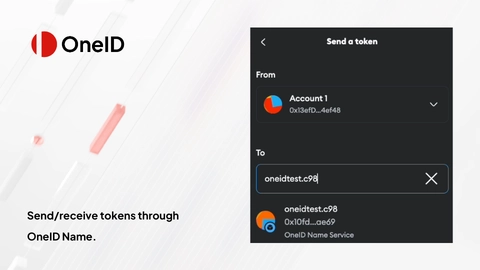 OneID
Send/receive tokens through
OneID Name.
Send a token
From
Account 1
0x13efD...4ef48
To
oneidtest.c98
oneidtest.c98
0x10fd...ae69
OneID Name Service